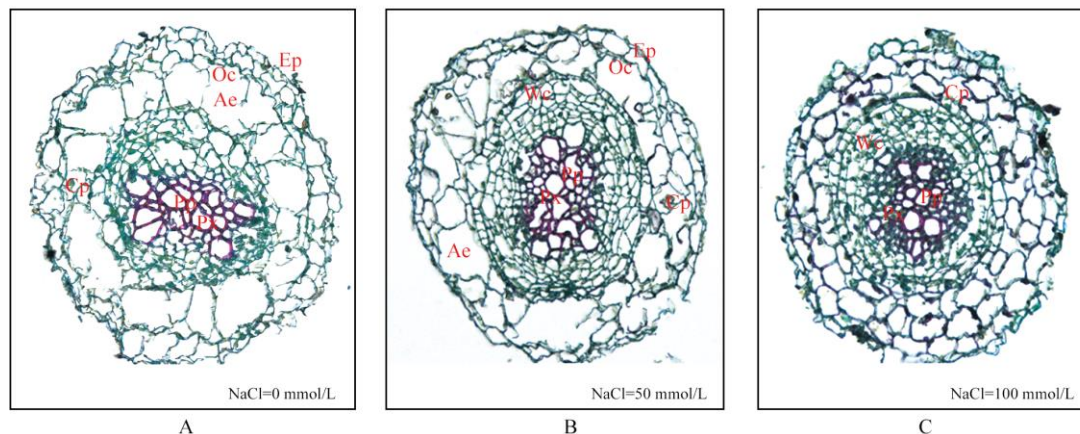 Ep
Oc
Ae
Cp
Pp
Px
NaCl=0 mmol/L
A
Ep
Oc
Wc
Pp
Px
Cp
Ae
NaCl=50 mmol/L
B
Cp
Wc
Pp
Px
NaCl=100 mmol/L
C